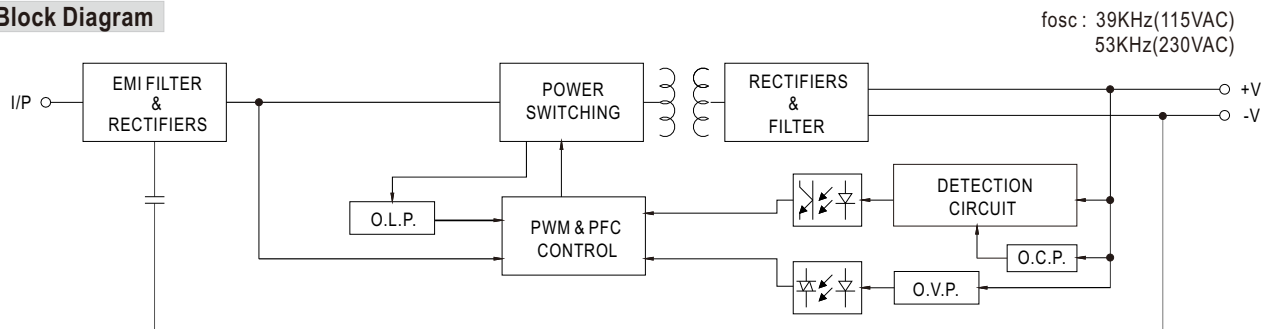 Block Diagram
fosc : 39KHz(115VAC)
53KHz(230VAC)
I/P
EMI FILTER
&
RECTIFIERS
POWER
SWITCHING
RECTIFIERS
&
FILTER
+V
-V
O.L.P.
PWM & PFC
CONTROL
DETECTION
CIRCUIT
O.C.P.
O.V.P.